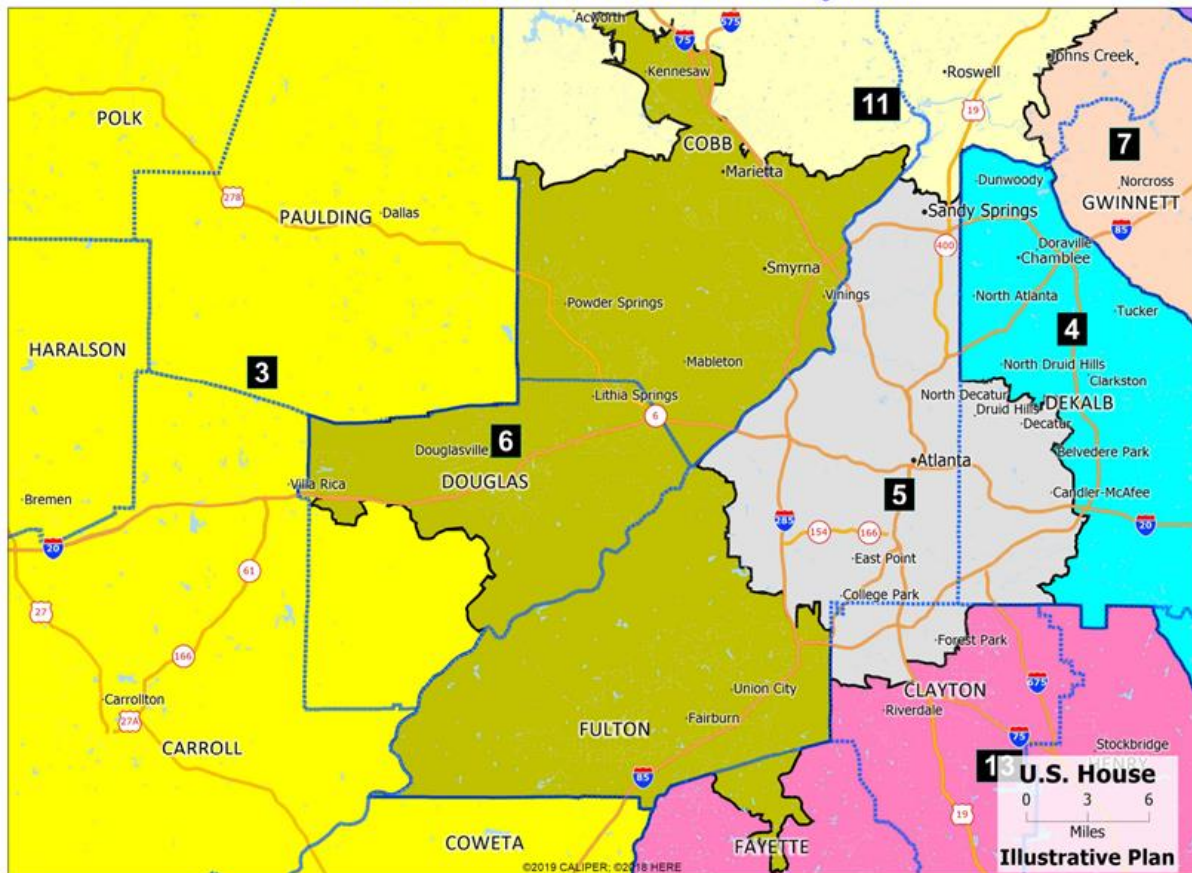 Acworth
575
75
Kennesaw
Roswell
Johns Creek
19
11
POLK
COBB
7
Marietta
Dunwoody
Norcross
278
PAULDING
Dallas
GWINNETT
Sandy Springs
85
400
Doraville
Chamblee
Smyrna
Vinings
North Atlanta
Powder Springs
Tucker
4
HARALSON
3
Mableton
North Druid Hills
Clarkston
Lithia Springs
North Decatur
DEKALB
Druid Hills
6
Decatur
Douglasville
6
Belvedere Park
Atlanta
DOUGLAS
Villa Rica
Bremen
5
Candler-McAfee
285
20
154
166
20
East Point
61
College Park
27
Forest Park
166
675
Union City
CLAYTON
Carrollton
Riverdale
27A
Fairburn
FULTON
75
Stockbridge
CARROLL
13
HENRY
U.S. House
85
0 3 6
19
Miles
COWETA
FAYETTE
Illustrative Plan
©2019 CALIPER; ©2018 HERE